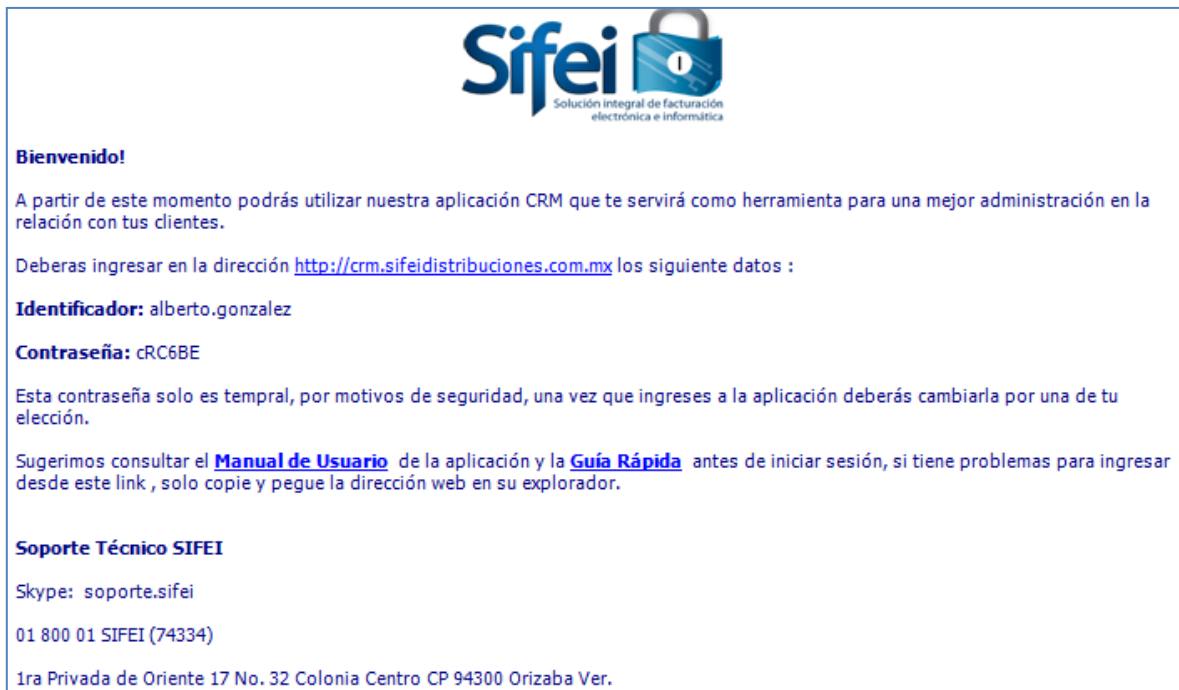 Sifei
Solución integral de facturación
electrónica e informática
Bienvenido!
A partir de este momento podrás utilizar nuestra aplicación CRM que te servirá como herramienta para una mejor administración en la
relación con tus clientes.
Deberas ingresar en la dirección http://crm.sifeidistribuciones.com.mx los siguiente datos :
Identificador: alberto.gonzalez
Contraseña: cRC6BE
Esta contraseña solo es tempral, por motivos de seguridad, una vez que ingreses a la aplicación deberás cambiarla por una de tu
elección.
Sugerimos consultar el Manual de Usuario de la aplicación y la Guía Rápida antes de iniciar sesión, si tiene problemas para ingresar
desde este link , solo copie y pegue la dirección web en su explorador.
Soporte Técnico SIFEI
Skype: soporte.sifei
01 800 01 SIFEI (74334)
1ra Privada de Oriente 17 No. 32 Colonia Centro CP 94300 Orizaba Ver.